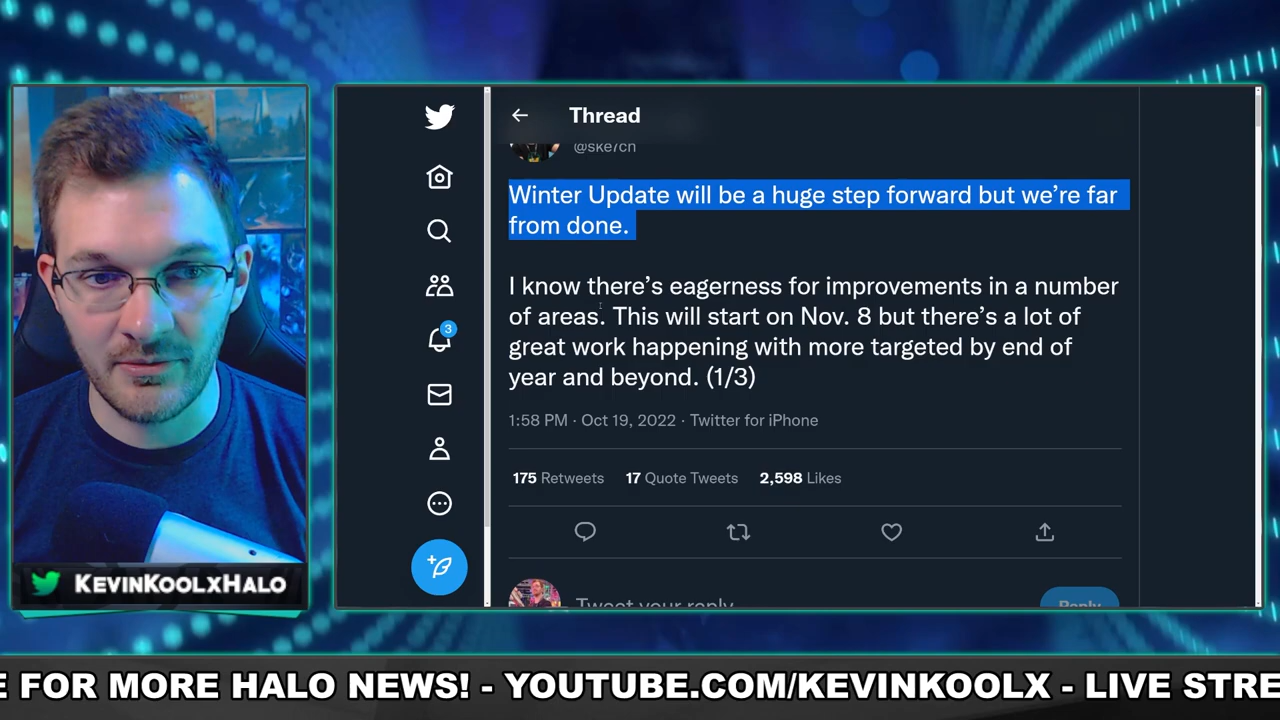 Thread
@ske7ch
Winter Update will be a huge step forward but we’re far
from done.
I know there’s eagerness for improvements in a number
of areas. This will start on Nov. 8 but there’s a lot of
great work happening with more targeted by end of
year and beyond. (1/3)
1:58 PM · Oct 19, 2022 · Twitter for iPhone
175 Retweets 17 Quote Tweets 2,598 Likes
3
Tweet your reply
Reply
KEVINKOOLXHALO
E FOR MORE HALO NEWS! - YOUTUBE.COM/KEVINKOOLX - LIVE STRE